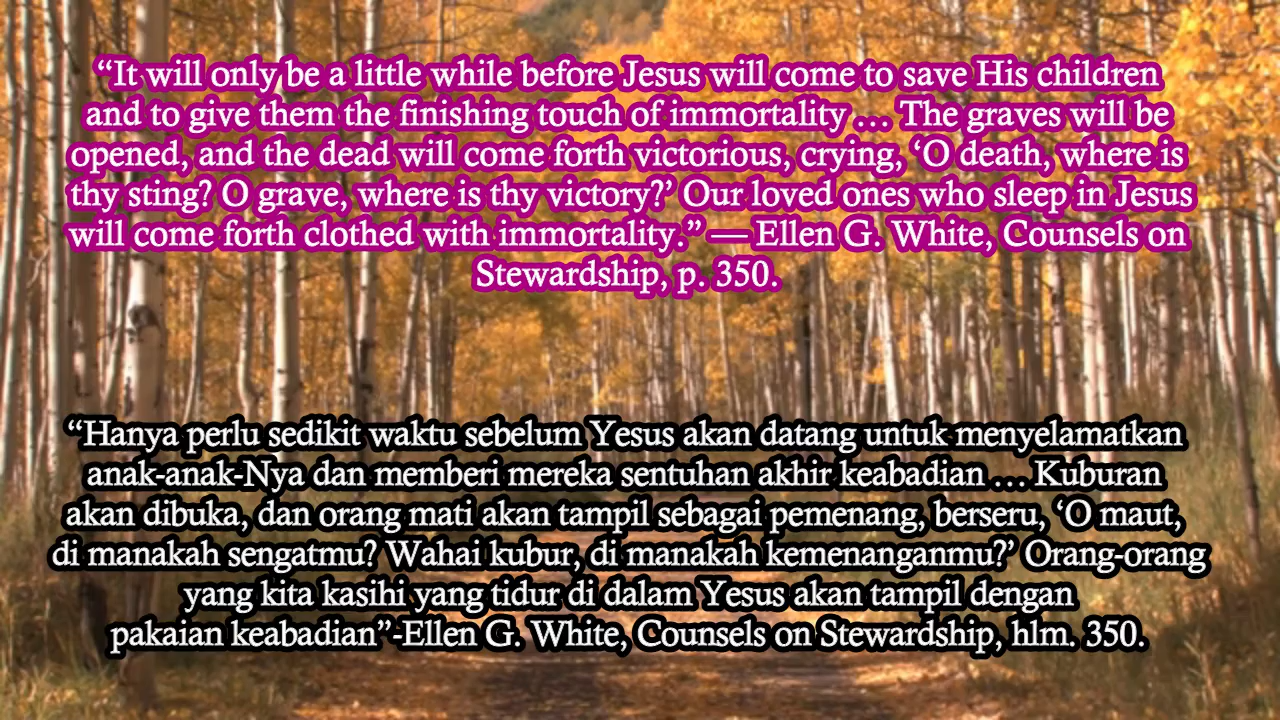 “It will only be a little while before Jesus will come to save His children
and to give them the finishing touch of immortality … The graves will be
opened, and the dead will come forth victorious, crying, ‘O death, where is
thy sting? O grave, where is thy victory?’ Our loved ones who sleep in Jesus
will come forth clothed with immortality.” — Ellen G. White, Counsels on
Stewardship, p. 350.
“Hanya perlu sedikit waktu sebelum Yesus akan datang untuk menyelamatkan
anak-anak-Nya dan memberi mereka sentuhan akhir keabadian … Kuburan
akan dibuka, dan orang mati akan tampil sebagai pemenang, berseru, ‘O maut,
di manakah sengatmu? Wahai kubur, di manakah kemenanganmu?’ Orang-orang
yang kita kasihi yang tidur di dalam Yesus akan tampil dengan
pakaian keabadian”-Ellen G. White, Counsels on Stewardship, hlm. 350.